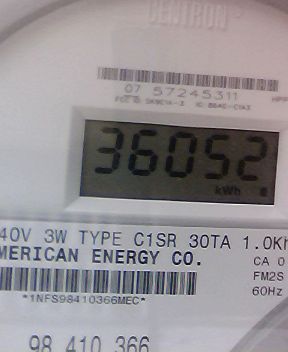 CENTRON®
07 57245311
36052
kWh
40V 3W TYPE C1SR 30TA 1.0Kh
MERICAN ENERGY CO.
CA 0
FM2S
60Hz
*1NFS98410366MEC*
98 410 366